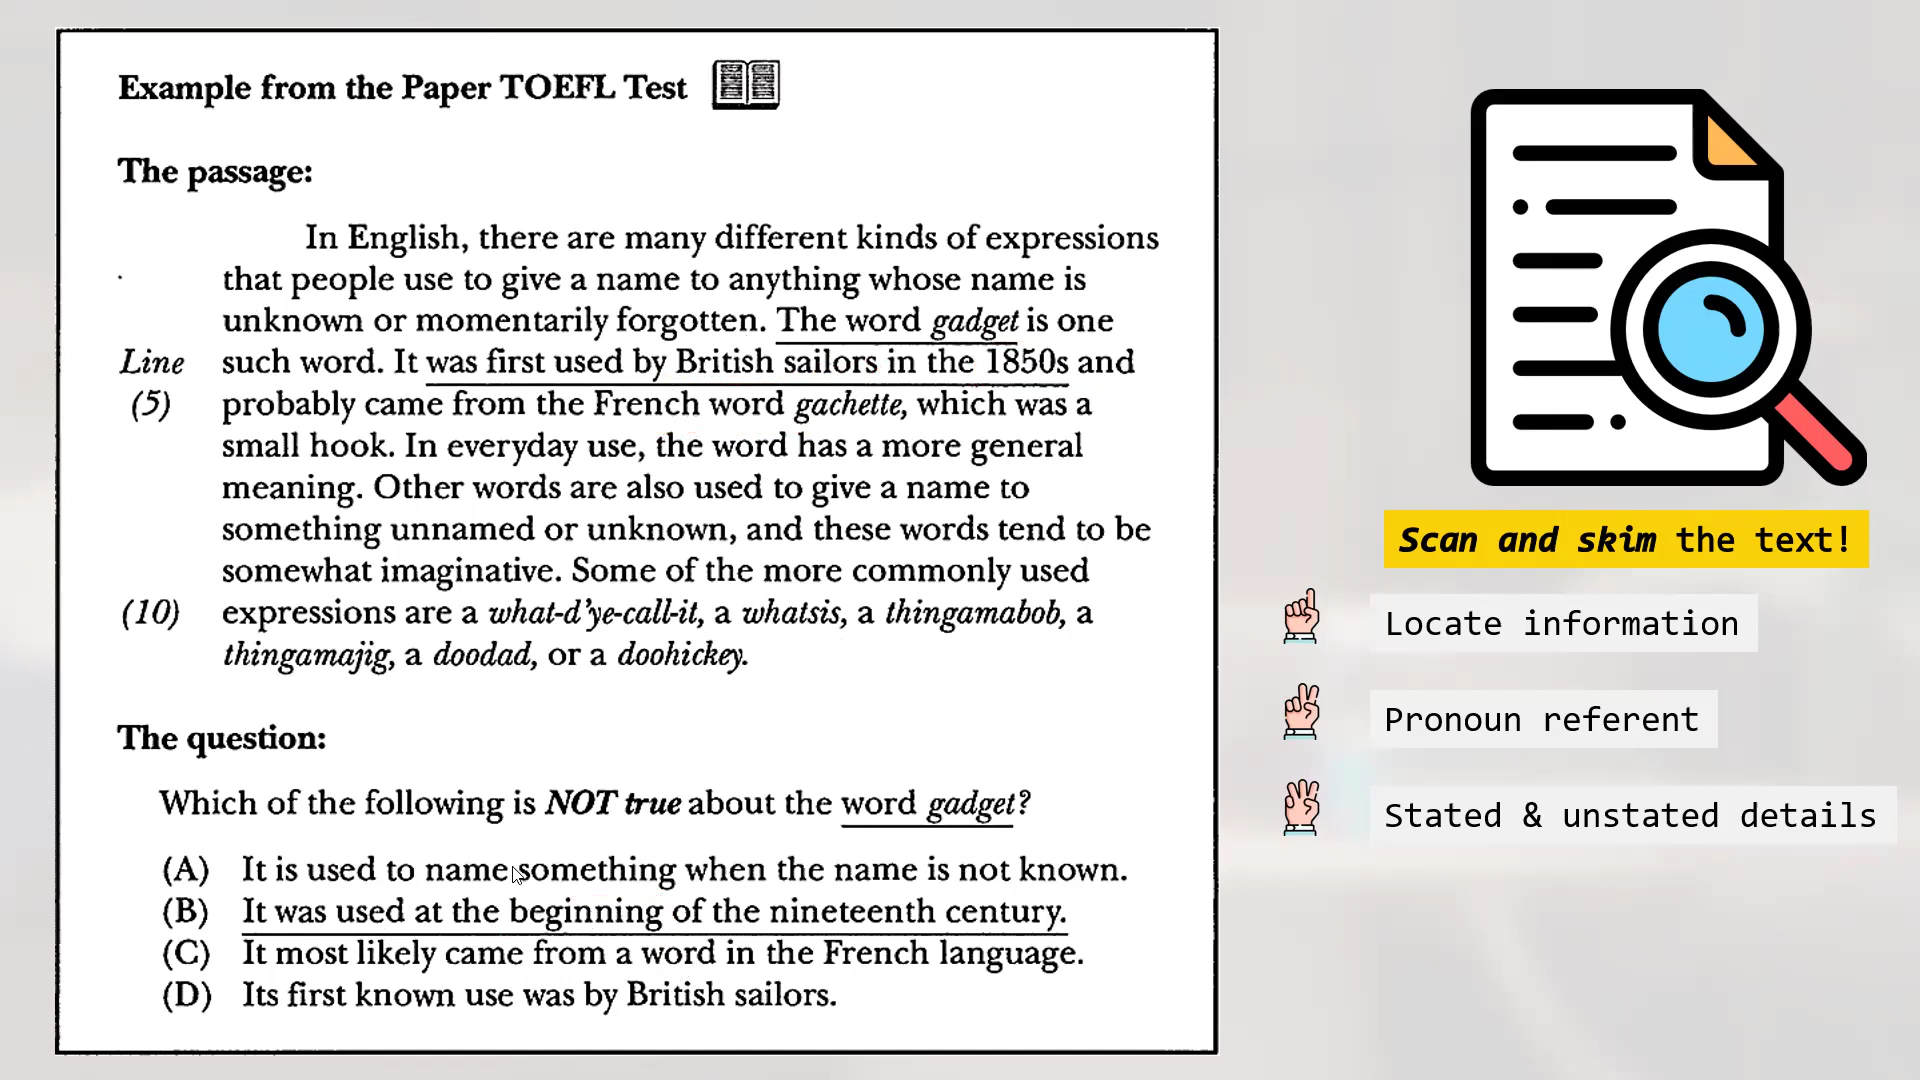 Example from the Paper TOEFL Test
The passage:
In English, there are many different kinds of expressions
that people use to give a name to anything whose name is
unknown or momentarily forgotten. The word gadget is one
Line such word. It was first used by British sailors in the 1850s and
(5) probably came from the French word gachette, which was a
small hook. In everyday use, the word has a more general
meaning. Other words are also used to give a name to
something unnamed or unknown, and these words tend to be
somewhat imaginative. Some of the more commonly used
(10) expressions are a what-d'ye-call-it, a whatsis, a thingamabob, a
thingamajig, a doodad, or a doohickey.
The question:
Which of the following is NOT true about the word gadget?
(A) It is used to name something when the name is not known.
(B) It was used at the beginning of the nineteenth century.
(C) It most likely came from a word in the French language.
(D) Its first known use was by British sailors.
Scan and skim the text!
Locate information
Pronoun referent
Stated & unstated details